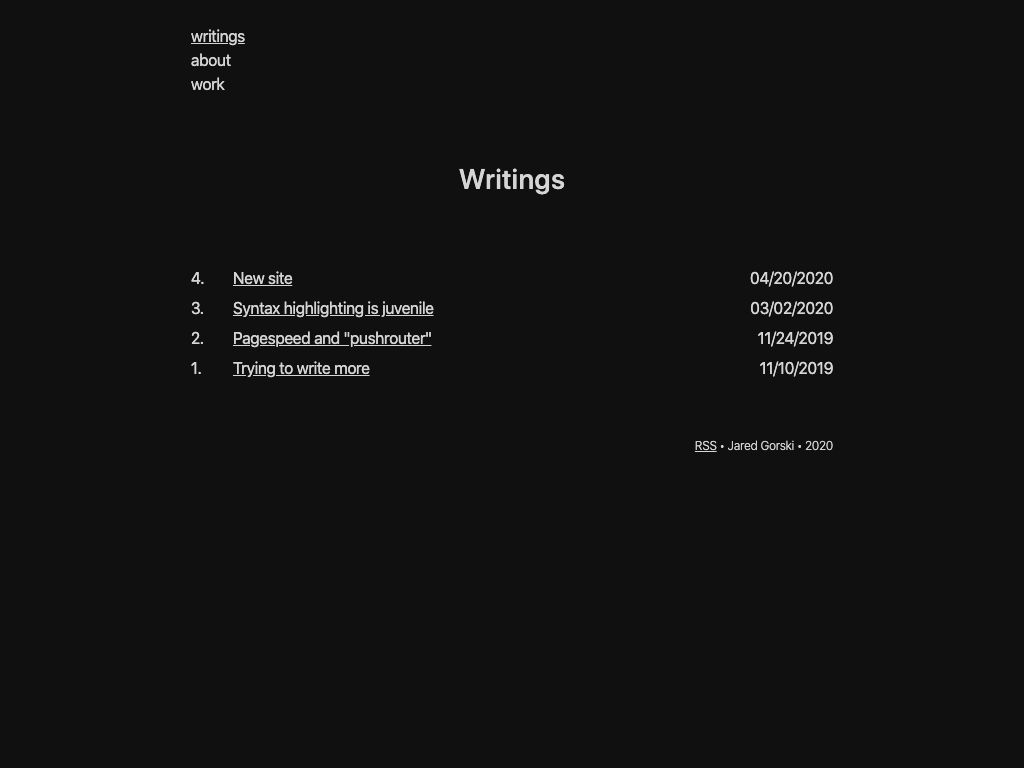 writings
about
work
Writings
4. New site 04/20/2020
3. Syntax highlighting is juvenile 03/02/2020
2. Pagespeed and "pushrouter" 11/24/2019
1. Trying to write more 11/10/2019
RSS • Jared Gorski • 2020